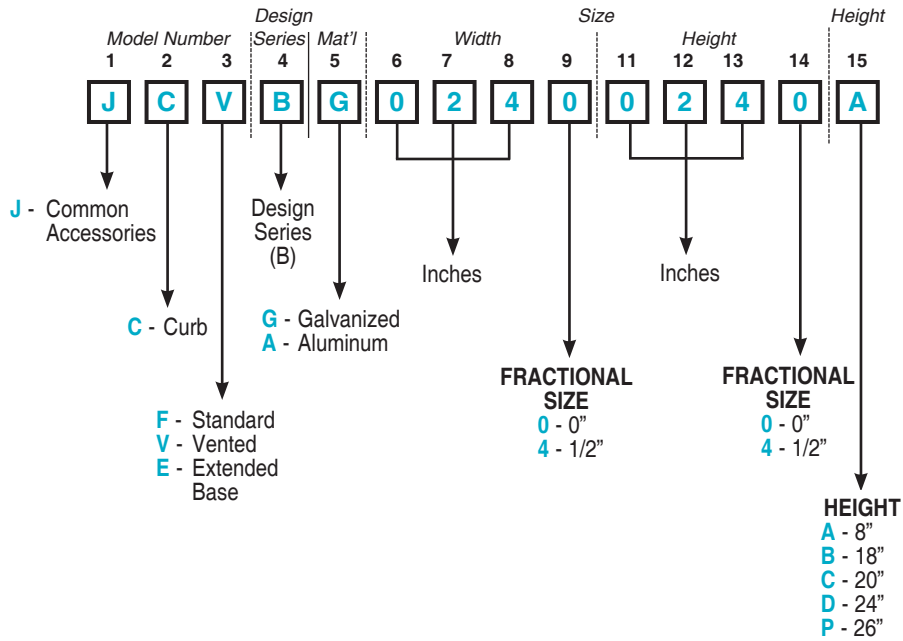 Design Size Height
Model Number Series Mat'l Width Height
1 2 3 4 5 6 7 8 9 11 12 13 14 15
J C V B G 0 2 4 0 0 2 4 0 A
J - Common
Accessories
Design
Series
(B)
Inches
Inches
C - Curb
G - Galvanized
A - Aluminum
F - Standard
V - Vented
E - Extended
Base
FRACTIONAL
SIZE
0 - 0"
4 - 1/2"
FRACTIONAL
SIZE
0 - 0"
4 - 1/2"
HEIGHT
A - 8"
B - 18"
C - 20"
D - 24"
P - 26"